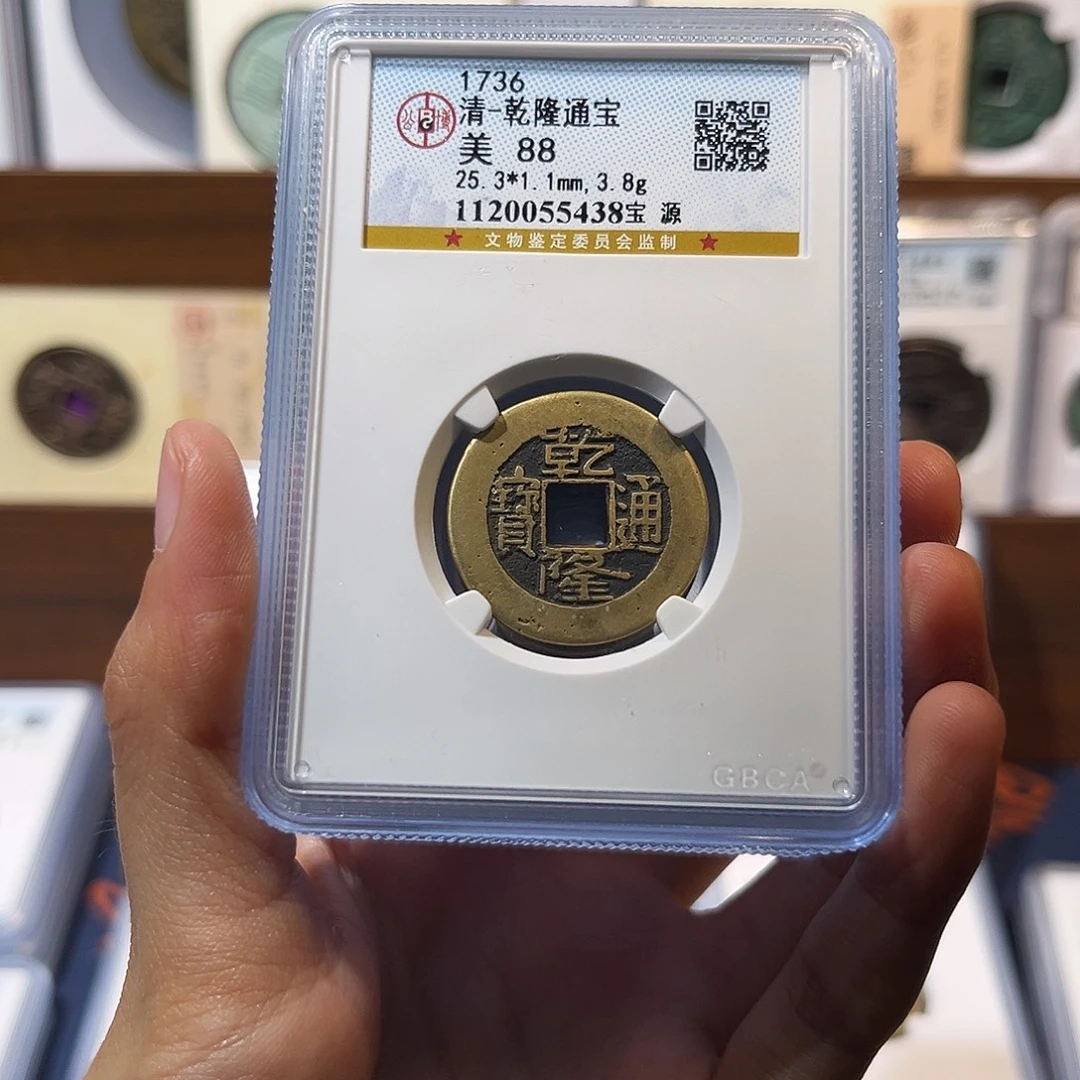 1736
清-乾隆通宝
美 88
25.3*1.1mm, 3.8g
1120055438宝 源
★ 文物鉴定委员会监制 ★
公博
乾
隆
通
寶
GBCA